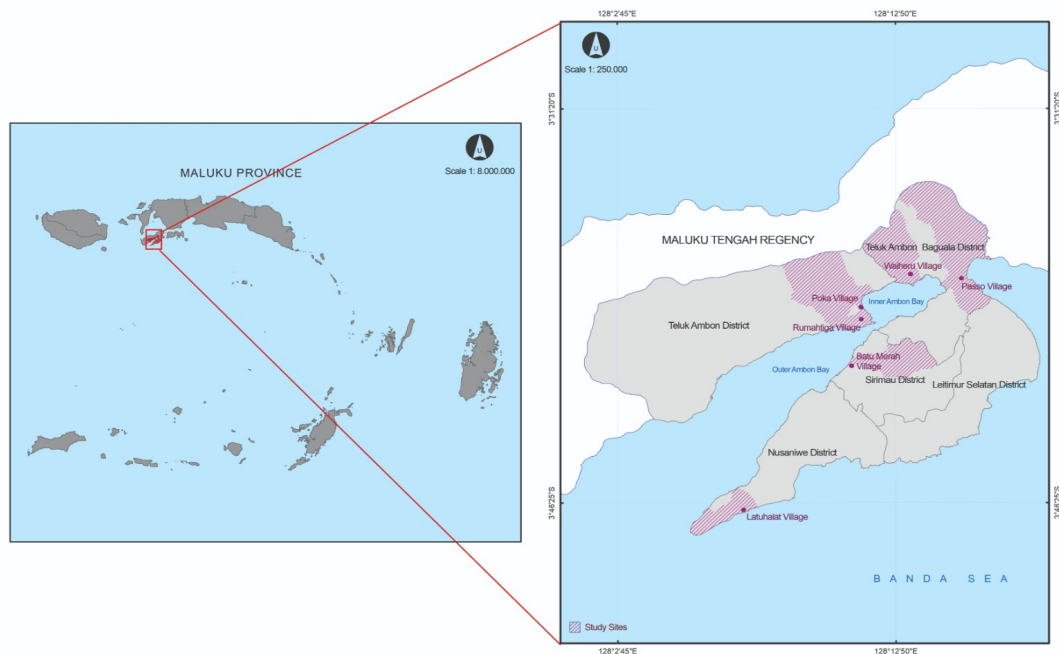 MALUKU PROVINCE
U
Scale 1: 8.000.000
128°2'45"E
128°12'50"E
U
Scale 1: 250.000
3°31'20"S
3°31'20"S
MALUKU TENGAH REGENCY
Teluk Ambon
Baguala District
Waiheru Village
Passo Village
Poka Village
Inner Ambon Bay
Rumahtiga Village
Teluk Ambon District
Batu Merah
Village
Outer Ambon Bay
Sirimau District
Leitimur Selatan District
Nusaniwe District
3°46'25"S
3°46'25"S
Latuhalat Village
BANDA SEA
Study Sites
128°2'45"E
128°12'50"E